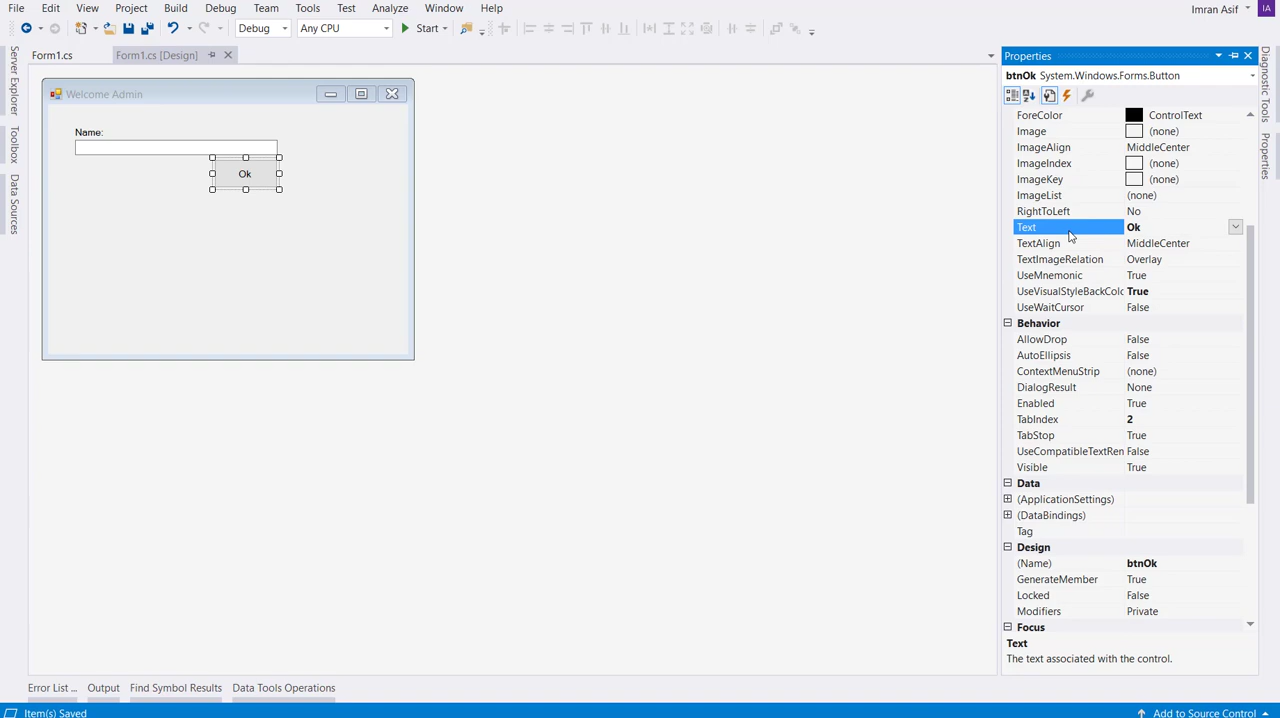 File Edit View Project Build Debug Team Tools Test Analyze Window Help
Imran Asif IA
Debug Any CPU Start
Form1.cs Form1.cs [Design]
Server Explorer
Toolbox
Data Sources
Welcome Admin
Name:
Ok
Properties
btnOk System.Windows.Forms.Button
ForeColor ControlText
Image (none)
ImageAlign MiddleCenter
ImageIndex (none)
ImageKey (none)
ImageList (none)
RightToLeft No
Text Ok
TextAlign MiddleCenter
TextImageRelation Overlay
UseMnemonic True
UseVisualStyleBackColo True
UseWaitCursor False
Behavior
AllowDrop False
AutoEllipsis False
ContextMenuStrip (none)
DialogResult None
Enabled True
TabIndex 2
TabStop True
UseCompatibleTextRen False
Visible True
Data
(ApplicationSettings)
(DataBindings)
Tag
Design
(Name) btnOk
GenerateMember True
Locked False
Modifiers Private
Focus
Text
The text associated with the control.
Diagnostic Tools
Properties
Error List ... Output Find Symbol Results Data Tools Operations
Item(s) Saved
Add to Source Control